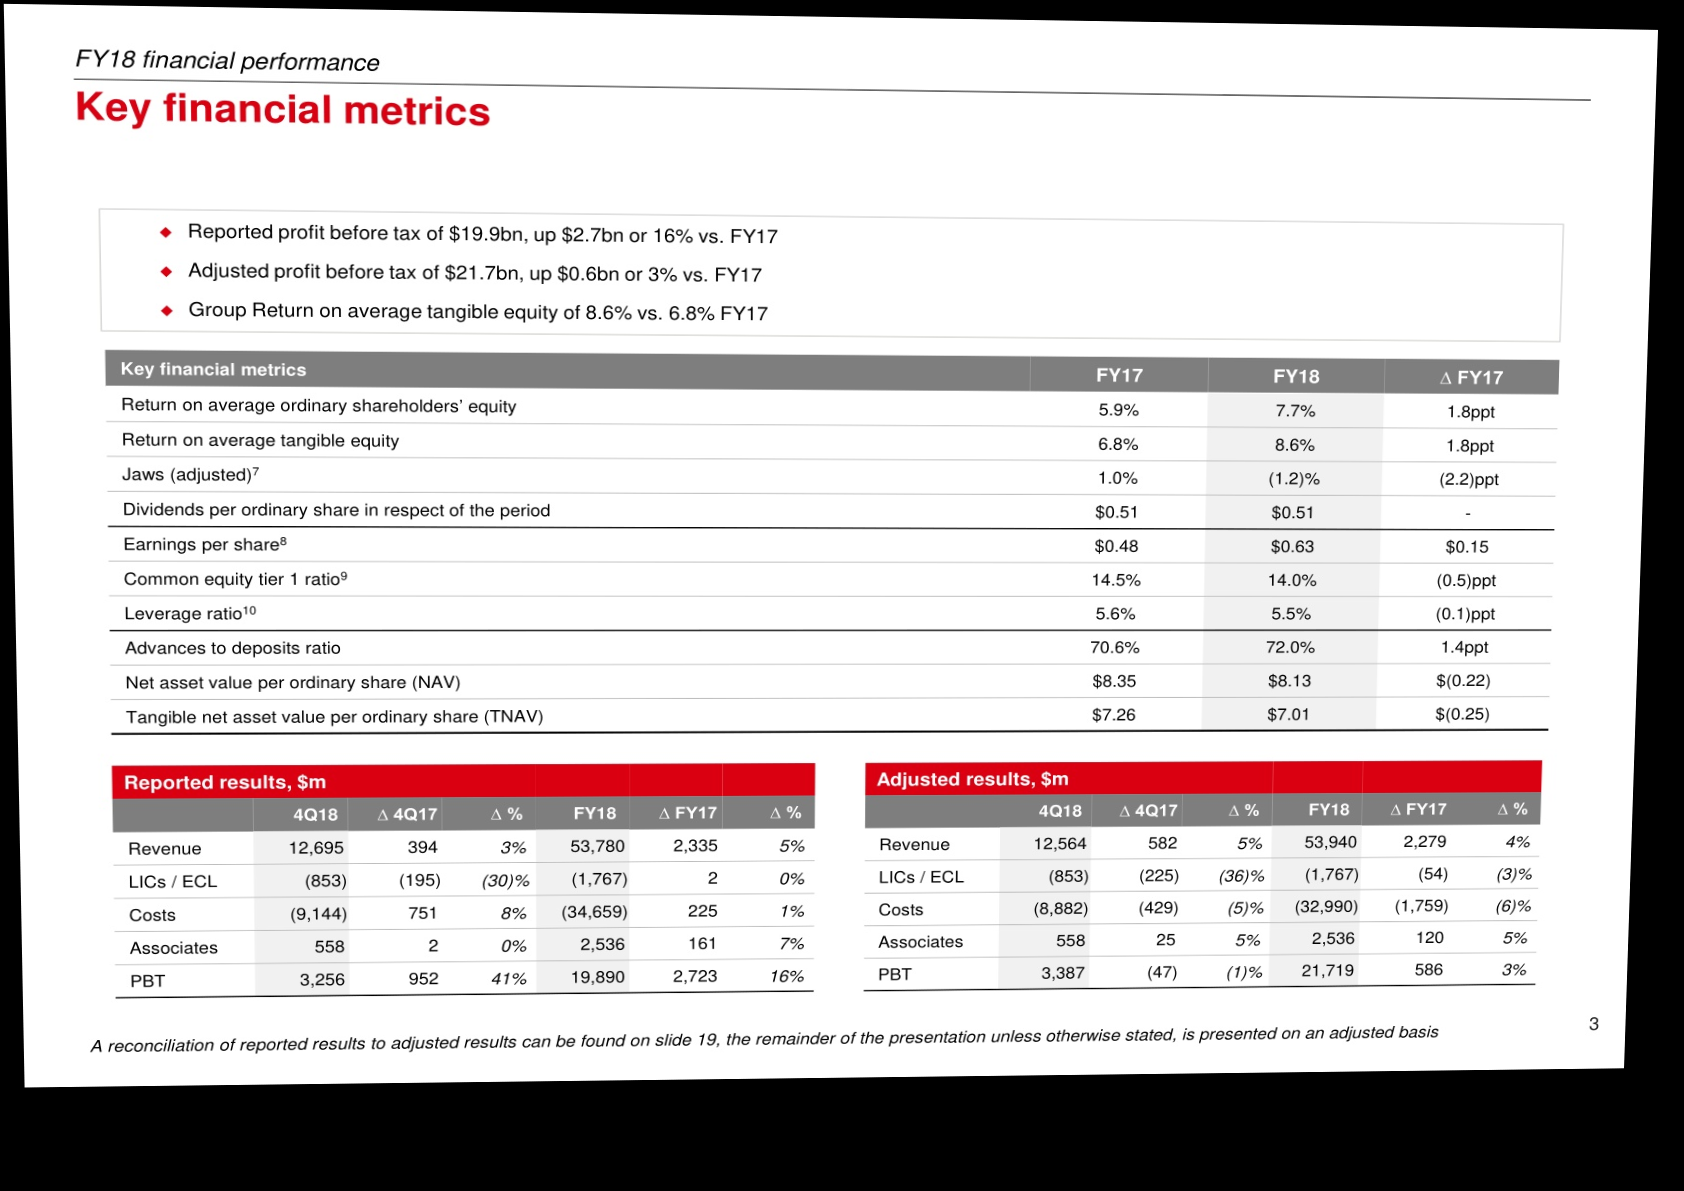 FY18 financial performance
Key financial metrics
◆ Reported profit before tax of $19.9bn, up $2.7bn or 16% vs. FY17
◆ Adjusted profit before tax of $21.7bn, up $0.6bn or 3% vs. FY17
◆ Group Return on average tangible equity of 8.6% vs. 6.8% FY17
Key financial metrics FY17 FY18 Δ FY17
Return on average ordinary shareholders’ equity 5.9% 7.7% 1.8ppt
Return on average tangible equity 6.8% 8.6% 1.8ppt
Jaws (adjusted)⁷ 1.0% (1.2)% (2.2)ppt
Dividends per ordinary share in respect of the period $0.51 $0.51 -
Earnings per share⁸ $0.48 $0.63 $0.15
Common equity tier 1 ratio⁹ 14.5% 14.0% (0.5)ppt
Leverage ratio¹⁰ 5.6% 5.5% (0.1)ppt
Advances to deposits ratio 70.6% 72.0% 1.4ppt
Net asset value per ordinary share (NAV) $8.35 $8.13 $(0.22)
Tangible net asset value per ordinary share (TNAV) $7.26 $7.01 $(0.25)
Reported results, $m
4Q18 Δ 4Q17 Δ % FY18 Δ FY17 Δ %
Revenue 12,695 394 3% 53,780 2,335 5%
LICs / ECL (853) (195) (30)% (1,767) 2 0%
Costs (9,144) 751 8% (34,659) 225 1%
Associates 558 2 0% 2,536 161 7%
PBT 3,256 952 41% 19,890 2,723 16%
Adjusted results, $m
4Q18 Δ 4Q17 Δ % FY18 Δ FY17 Δ %
Revenue 12,564 582 5% 53,940 2,279 4%
LICs / ECL (853) (225) (36)% (1,767) (54) (3)%
Costs (8,882) (429) (5)% (32,990) (1,759) (6)%
Associates 558 25 5% 2,536 120 5%
PBT 3,387 (47) (1)% 21,719 586 3%
A reconciliation of reported results to adjusted results can be found on slide 19, the remainder of the presentation unless otherwise stated, is presented on an adjusted basis
3